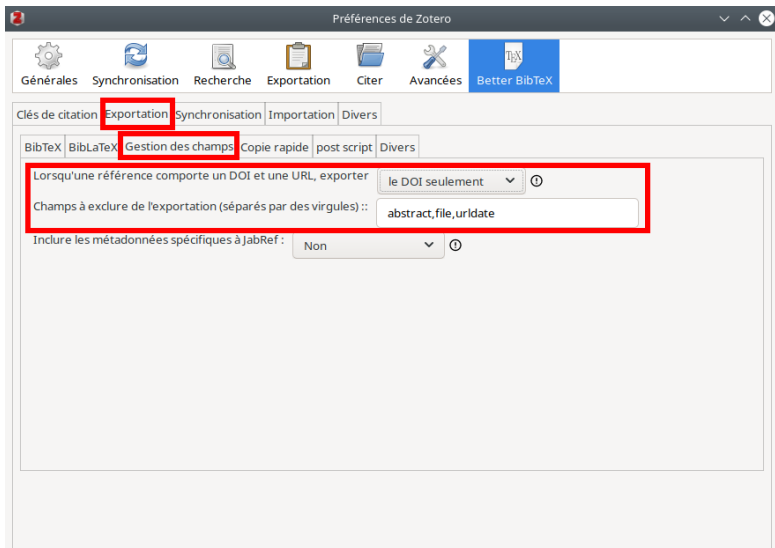 Préférences de Zotero
Générales Synchronisation Recherche Exportation Citer Avancées Better BibTeX
Clés de citation Exportation Synchronisation Importation Divers
BibTeX BibLaTeX Gestion des champs Copie rapide post script Divers
Lorsqu'une référence comporte un DOI et une URL, exporter le DOI seulement
Champs à exclure de l'exportation (séparés par des virgules) :: abstract,file,urldate
Inclure les métadonnées spécifiques à JabRef : Non